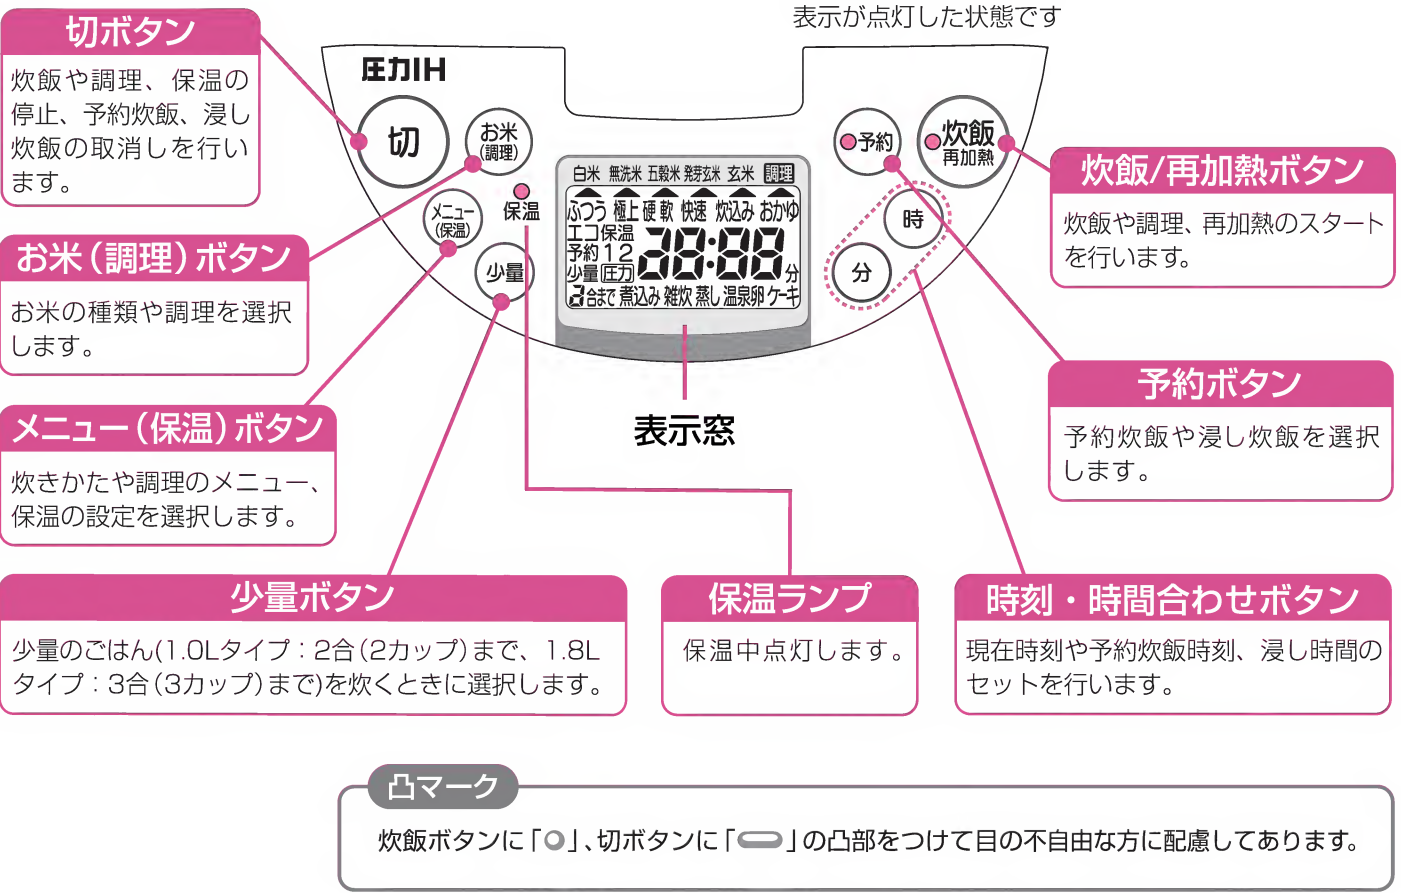 表示が点灯した状態です
切ボタン
炊飯や調理、保温の
停止、予約炊飯、浸し
炊飯の取消しを行い
ます。
お米(調理)ボタン
お米の種類や調理を選択
します。
メニュー(保温)ボタン
炊きかたや調理のメニュー、
保温の設定を選択します。
少量ボタン
少量のごはん(1.0Lタイプ：2合(2カップ)まで、1.8L
タイプ：3合(3カップ)まで)を炊くときに選択します。
圧力IH
切
お米
(調理)
メニュー
(保温)
保温
少量
白米 無洗米 五穀米 発芽玄米 玄米 調理
ふつう 極上 硬 軟 快速 炊込み おかゆ
エコ保温
予約12
少量 圧力
28:88分
2合まで 煮込み 雑炊 蒸し 温泉卵 ケーキ
表示窓
予約
炊飯
再加熱
時
分
炊飯/再加熱ボタン
炊飯や調理、再加熱のスタート
を行います。
予約ボタン
予約炊飯や浸し炊飯を選択
します。
保温ランプ
保温中点灯します。
時刻・時間合わせボタン
現在時刻や予約炊飯時刻、浸し時間の
セットを行います。
凸マーク
炊飯ボタンに「」、切ボタンに「」の凸部をつけて目の不自由な方に配慮してあります。